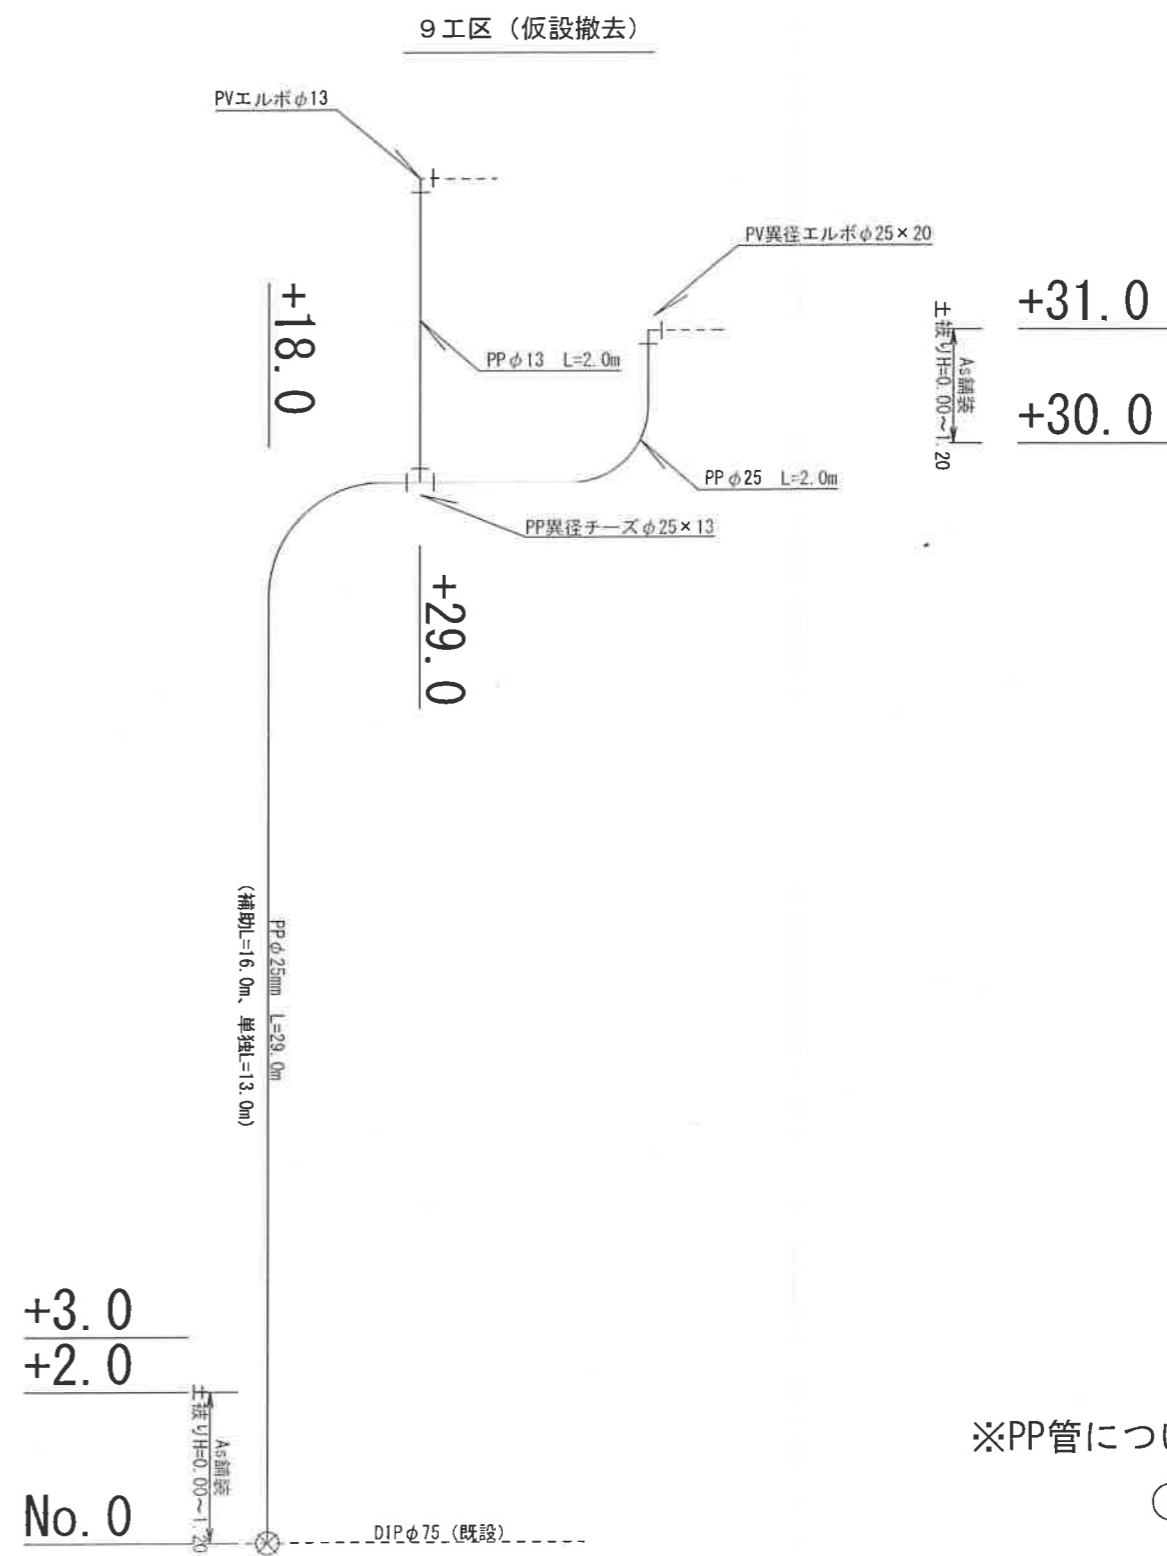 9工区（仮設撤去）
PVエルボφ13
PV異径エルボφ25×20
+18.0
PPφ13 L=2.0m
+31.0
As舗装
土被りH=0.00～1.20
+30.0
PPφ25 L=2.0m
PP異径チーズφ25×13
+29.0
PPφ25mm L=29.0m
(補助L=16.0m、単独L=13.0m)
+3.0
+2.0
As舗装
土被りH=0.00～1.20
No.0
DIPφ75(既設)
※PP管につ